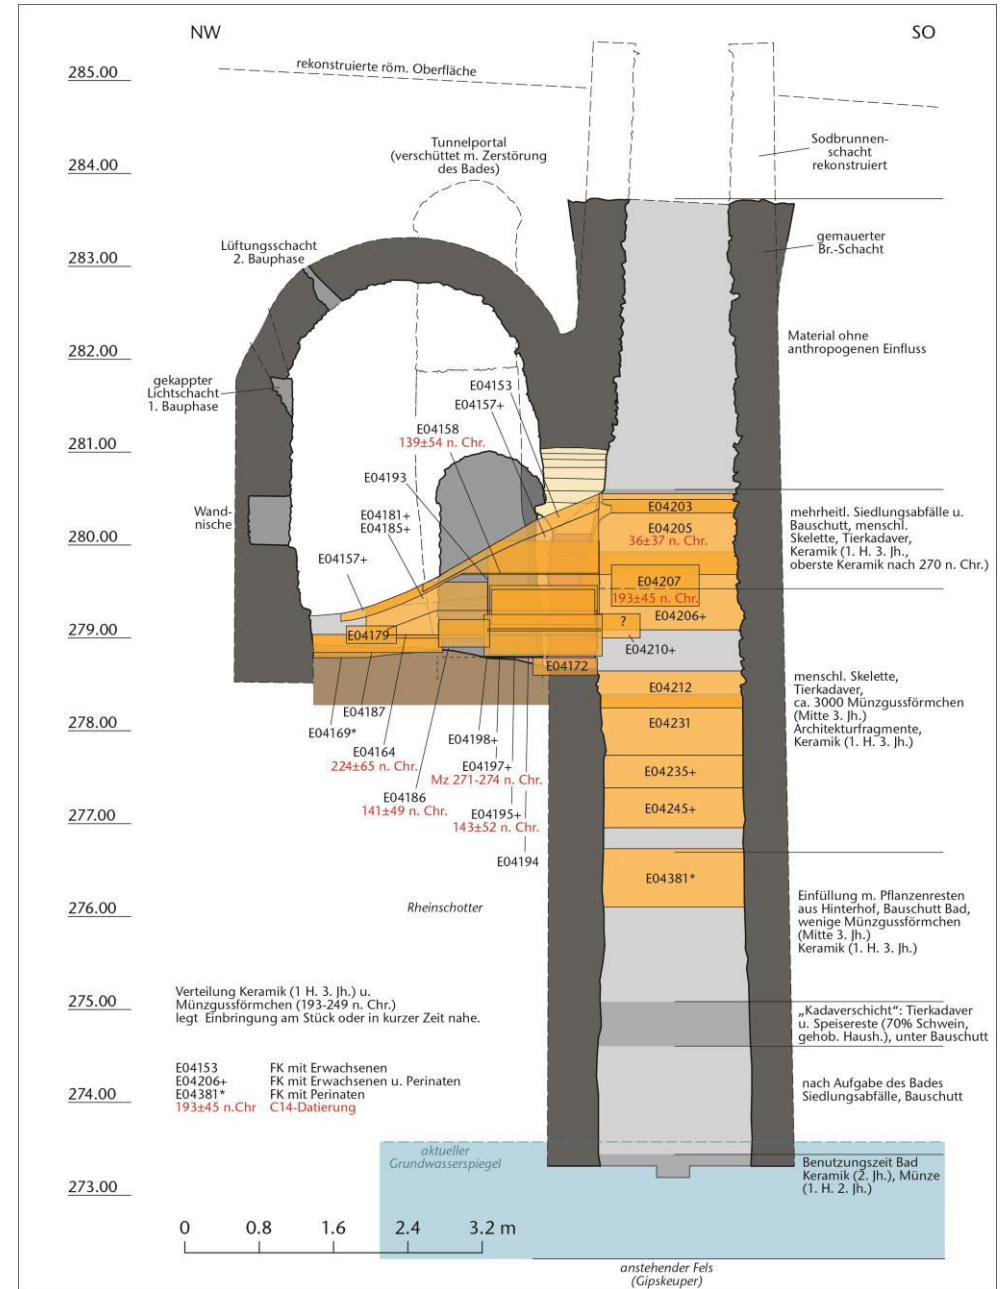 NW
SO
285.00
rekonstruierte röm. Oberfläche
Tunnelportal
(verschüttet m. Zerstörung
des Bades)
Sodbrunnen-
schacht
rekonstruiert
284.00
Lüftungsschacht
2. Bauphase
gemauerter
Br.-Schacht
283.00
282.00
Material ohne
anthropogenen Einfluss
gekappter
Lichtschacht
1. Bauphase
E04153
E04157+
E04158
139±54 n. Chr.
281.00
E04193
Wand-
nische
E04181+
E04185+
E04203
E04205
36±37 n. Chr.
mehrheitl. Siedlungsabfälle u.
Bauschutt, menschl.
Skelette, Tierkadaver,
Keramik (1. H. 3. Jh.,
oberste Keramik nach 270 n. Chr.)
280.00
E04157+
E04207
193±45 n. Chr.
E04206+
?
E04179
E04210+
279.00
E04172
E04212
menschl. Skelette,
Tierkadaver,
ca. 3000 Münzgussförmchen
(Mitte 3. Jh.)
Architekturfragmente,
Keramik (1. H. 3. Jh.)
E04187
E04169*
E04164
224±65 n. Chr.
E04198+
E04231
278.00
E04197+
Mz 271-274 n. Chr.
E04186
141±49 n. Chr.
E04195+
143±52 n. Chr.
E04235+
E04245+
277.00
E04194
E04381*
Rheinschotter
276.00
Einfüllung m. Pflanzenresten
aus Hinterhof, Bauschutt Bad,
wenige Münzgussförmchen
(Mitte 3. Jh.)
Keramik (1. H. 3. Jh.)
Verteilung Keramik (1 H. 3. Jh.) u.
Münzgussförmchen (193-249 n. Chr.)
legt Einbringung am Stück oder in kurzer Zeit nahe.
275.00
„Kadaverschicht“: Tierkadaver
u. Speisereste (70% Schwein,
gehob. Haush.), unter Bauschutt
E04153 FK mit Erwachsenen
E04206+ FK mit Erwachsenen u. Perinaten
E04381* FK mit Perinaten
193±45 n.Chr C14-Datierung
274.00
nach Aufgabe des Bades
Siedlungsabfälle, Bauschutt
aktueller
Grundwasserspiegel
273.00
Benutzungszeit Bad
Keramik (2. Jh.), Münze
(1. H. 2. Jh.)
0 0.8 1.6 2.4 3.2 m
anstehender Fels
(Gipskeuper)